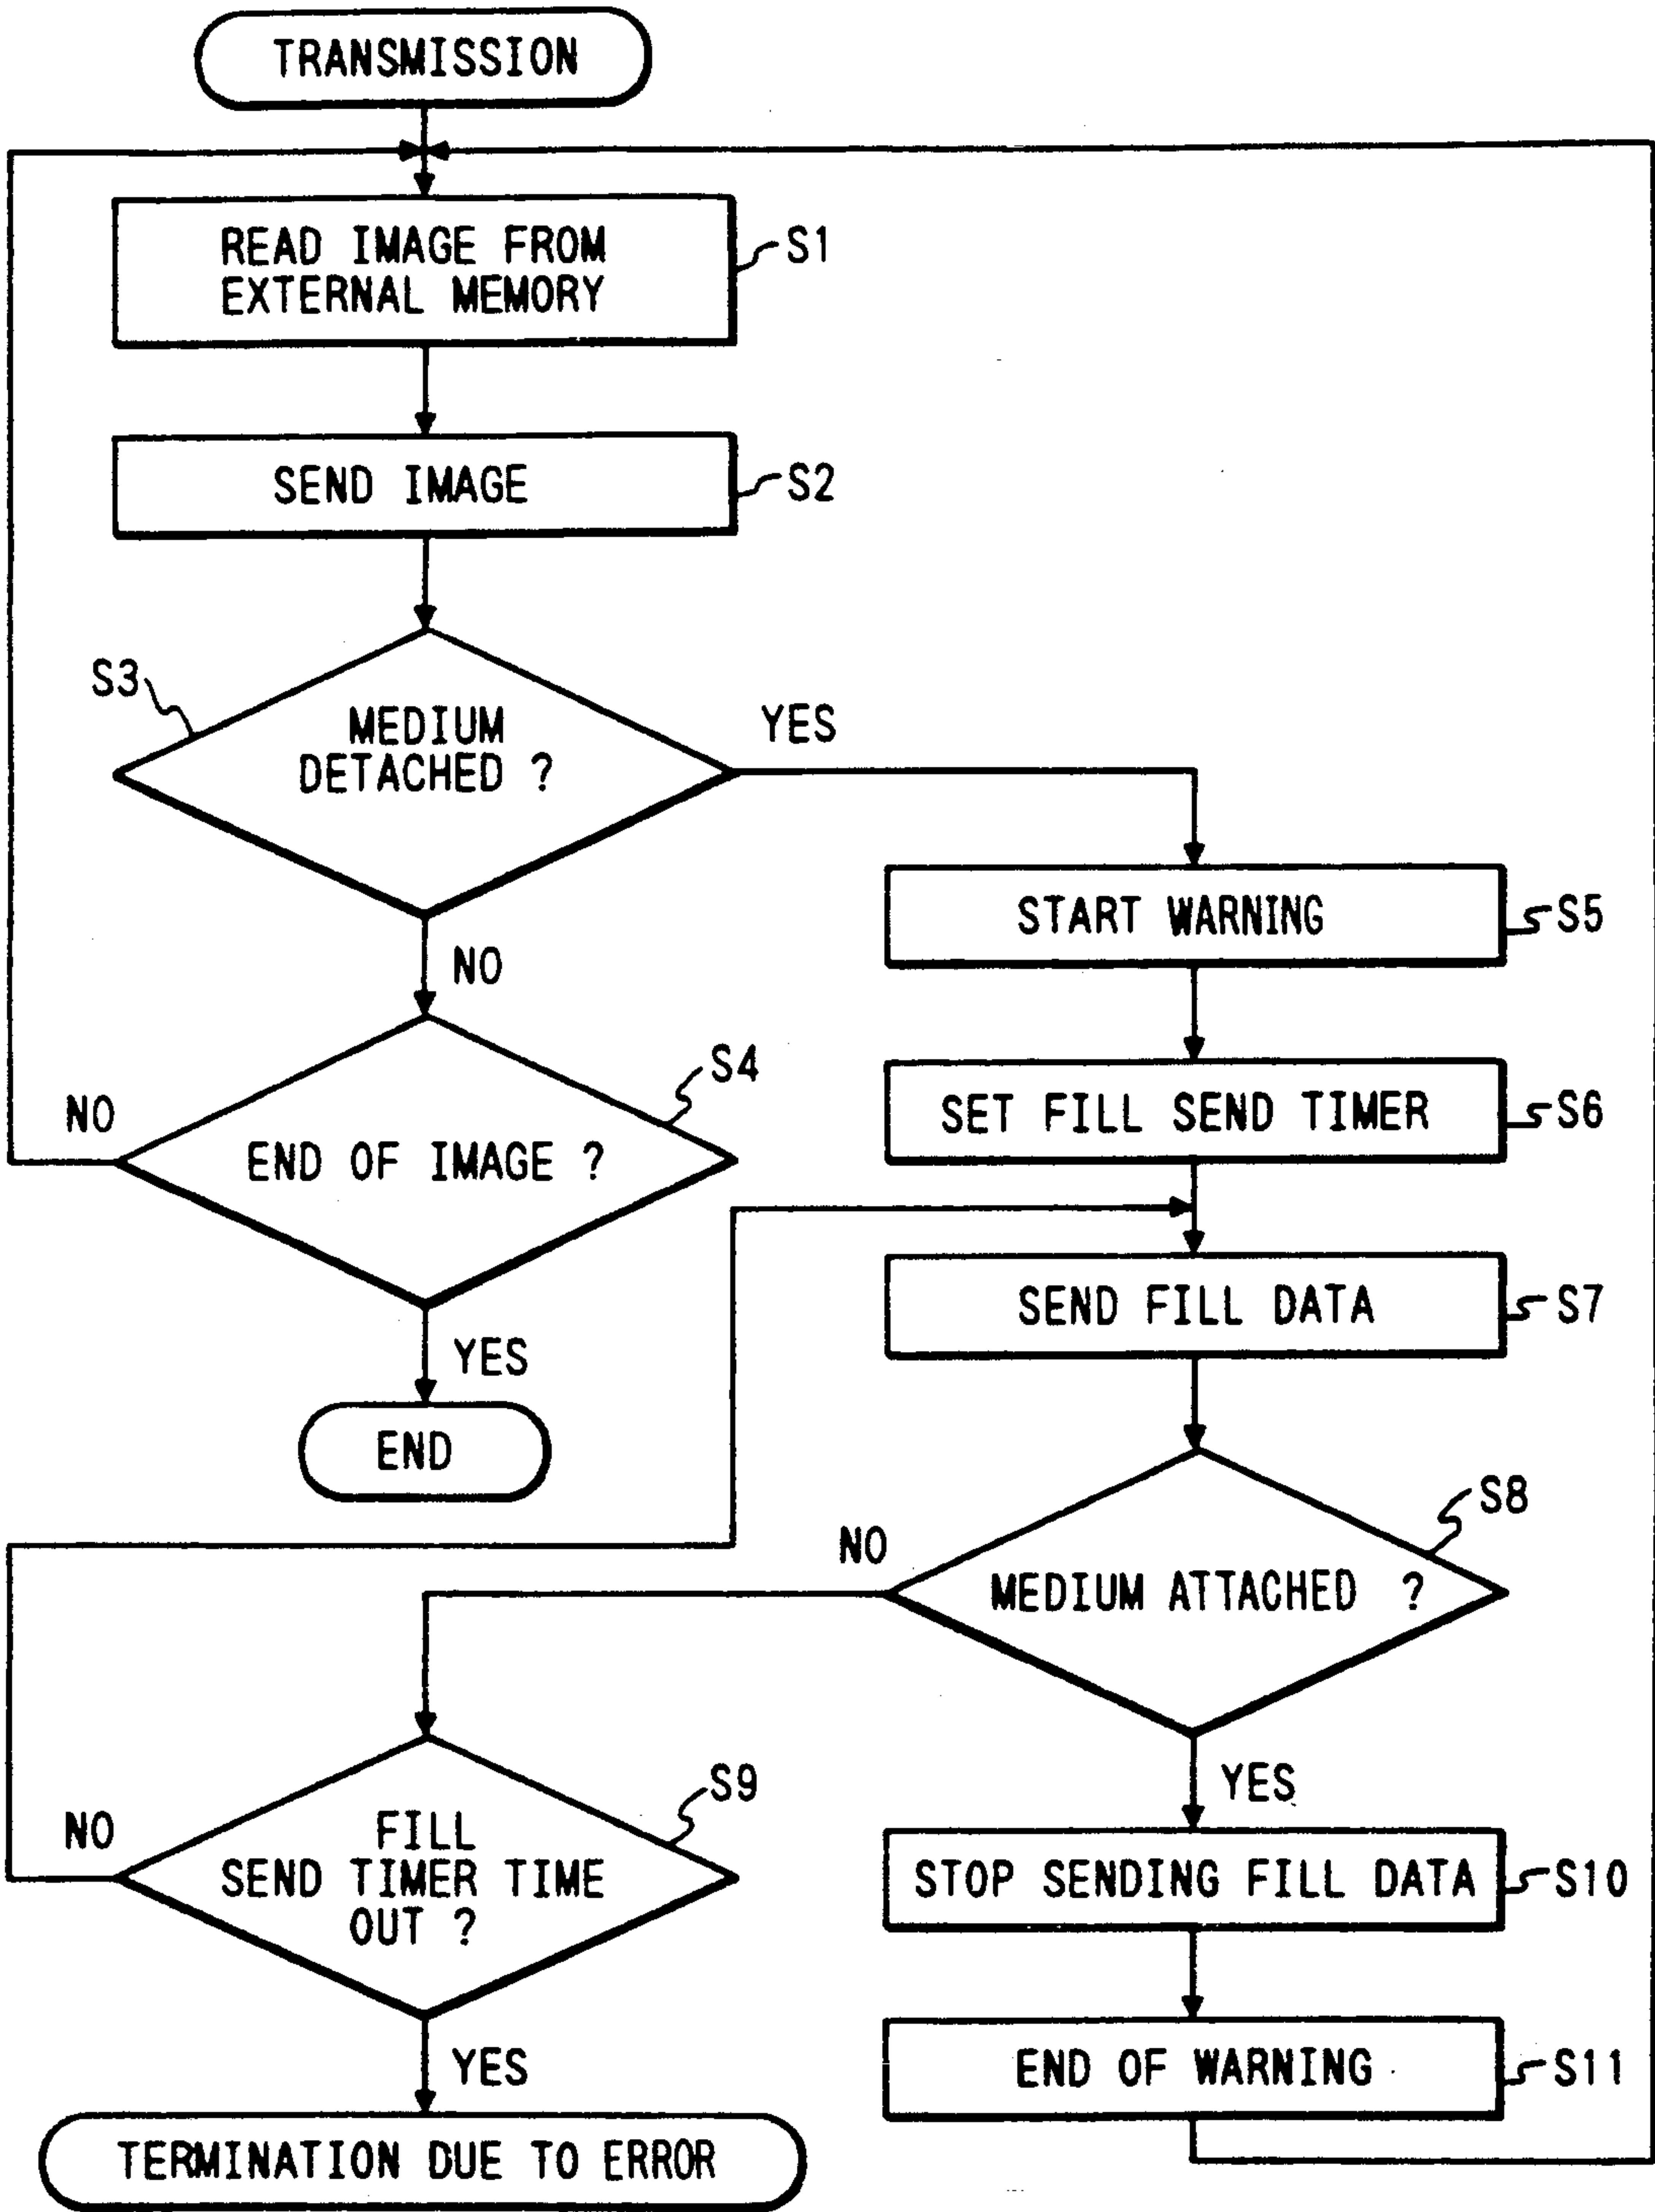 TRANSMISSION
READ IMAGE FROM
EXTERNAL MEMORY
S1
SEND IMAGE
S2
S3
MEDIUM
DETACHED ?
YES
NO
START WARNING
S5
S4
NO
END OF IMAGE ?
SET FILL SEND TIMER
S6
SEND FILL DATA
S7
YES
END
S8
NO
MEDIUM ATTACHED ?
YES
S9
NO
FILL
SEND TIMER TIME
OUT ?
STOP SENDING FILL DATA
S10
YES
END OF WARNING
S11
TERMINATION DUE TO ERROR